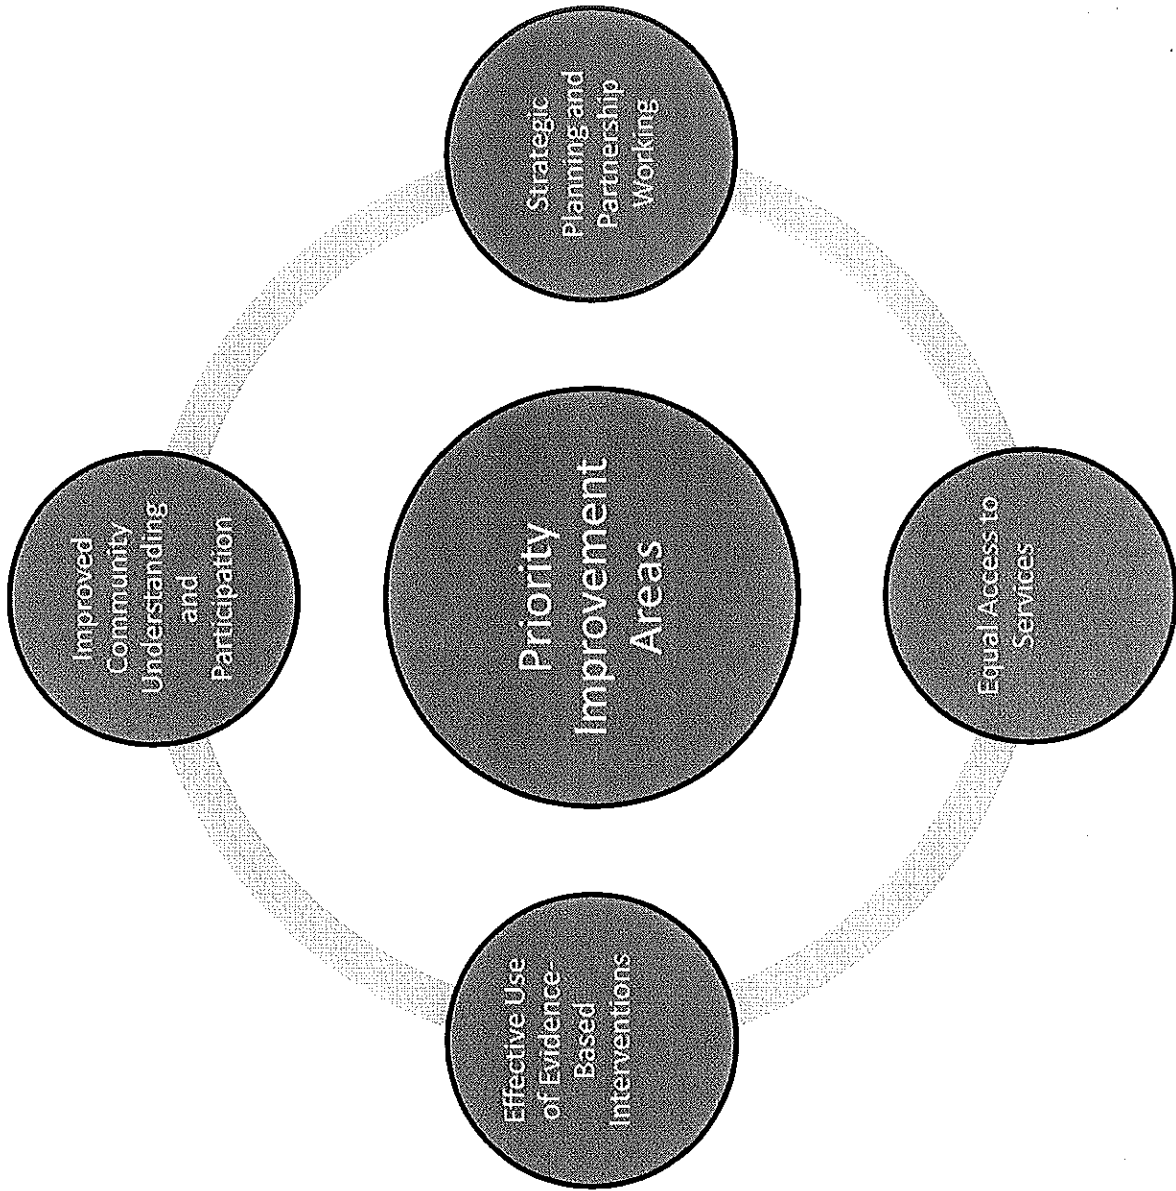 Effective Use
of Evidence-
Based
Interventions
Equal Access to
Services
Priority
Improvement
Areas
Improved
Community
Understanding
and
Participation
Strategic
Planning and
Partnership
Working